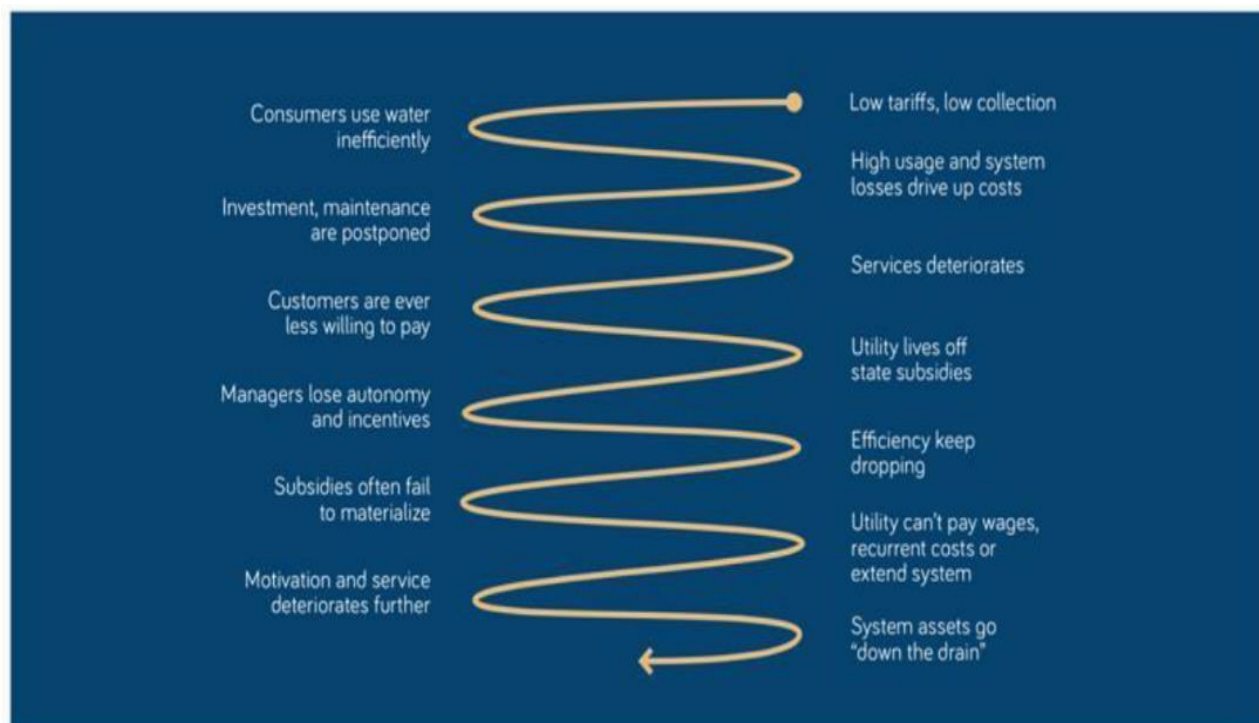 Low tariffs, low collection
Consumers use water
inefficiently
High usage and system
losses drive up costs
Investment, maintenance
are postponed
Services deteriorates
Customers are ever
less willing to pay
Utility lives off
state subsidies
Managers lose autonomy
and incentives
Efficiency keep
dropping
Subsidies often fail
to materialize
Utility can't pay wages,
recurrent costs or
extend system
Motivation and service
deteriorates further
System assets go
“down the drain”